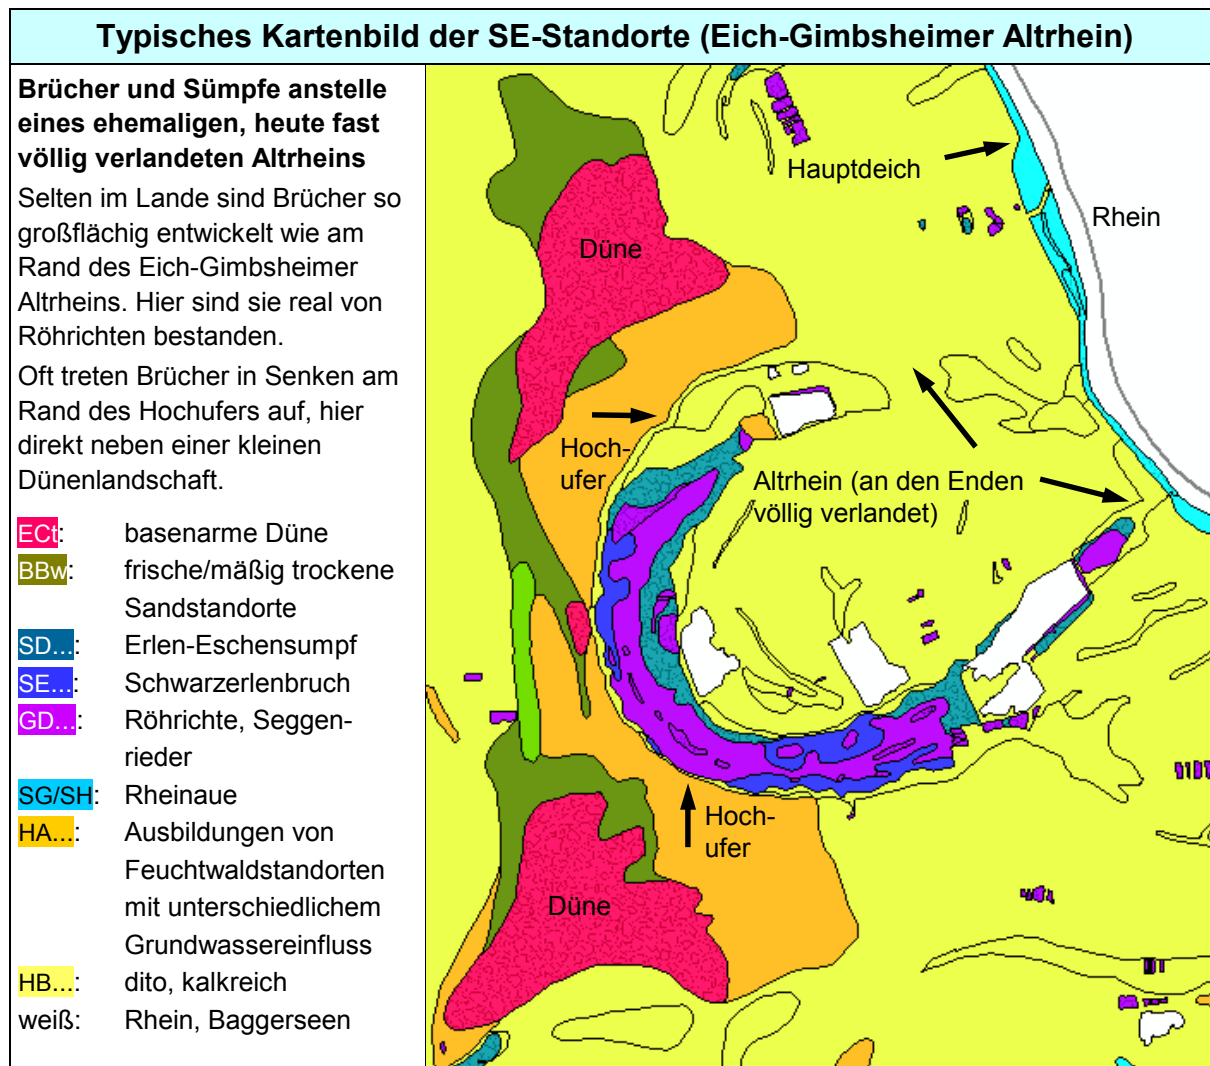 Typisches Kartenbild der SE-Standorte (Eich-Gimbsheimer Altrhein)
Brücher und Sümpfe anstelle
eines ehemaligen, heute fast
völlig verlandeten Altrheins
Selten im Lande sind Brücher so
großflächig entwickelt wie am
Rand des Eich-Gimbsheimer
Altrheins. Hier sind sie real von
Röhrichten bestanden.
Oft treten Brücher in Senken am
Rand des Hochufers auf, hier
direkt neben einer kleinen
Dünenlandschaft.
ECt: basenarme Düne
BBw: frische/mäßig trockene
Sandstandorte
SD...: Erlen-Eschensumpf
SE...: Schwarzerlenbruch
GD...: Röhrichte, Seggen-
rieder
SG/SH: Rheinaue
HA...: Ausbildungen von
Feuchtwaldstandorten
mit unterschiedlichem
Grundwassereinfluss
HB...: dito, kalkreich
weiß: Rhein, Baggerseen
Hauptdeich
Rhein
Düne
Hoch-
ufer
Altrhein (an den Enden
völlig verlandet)
Hoch-
ufer
Düne